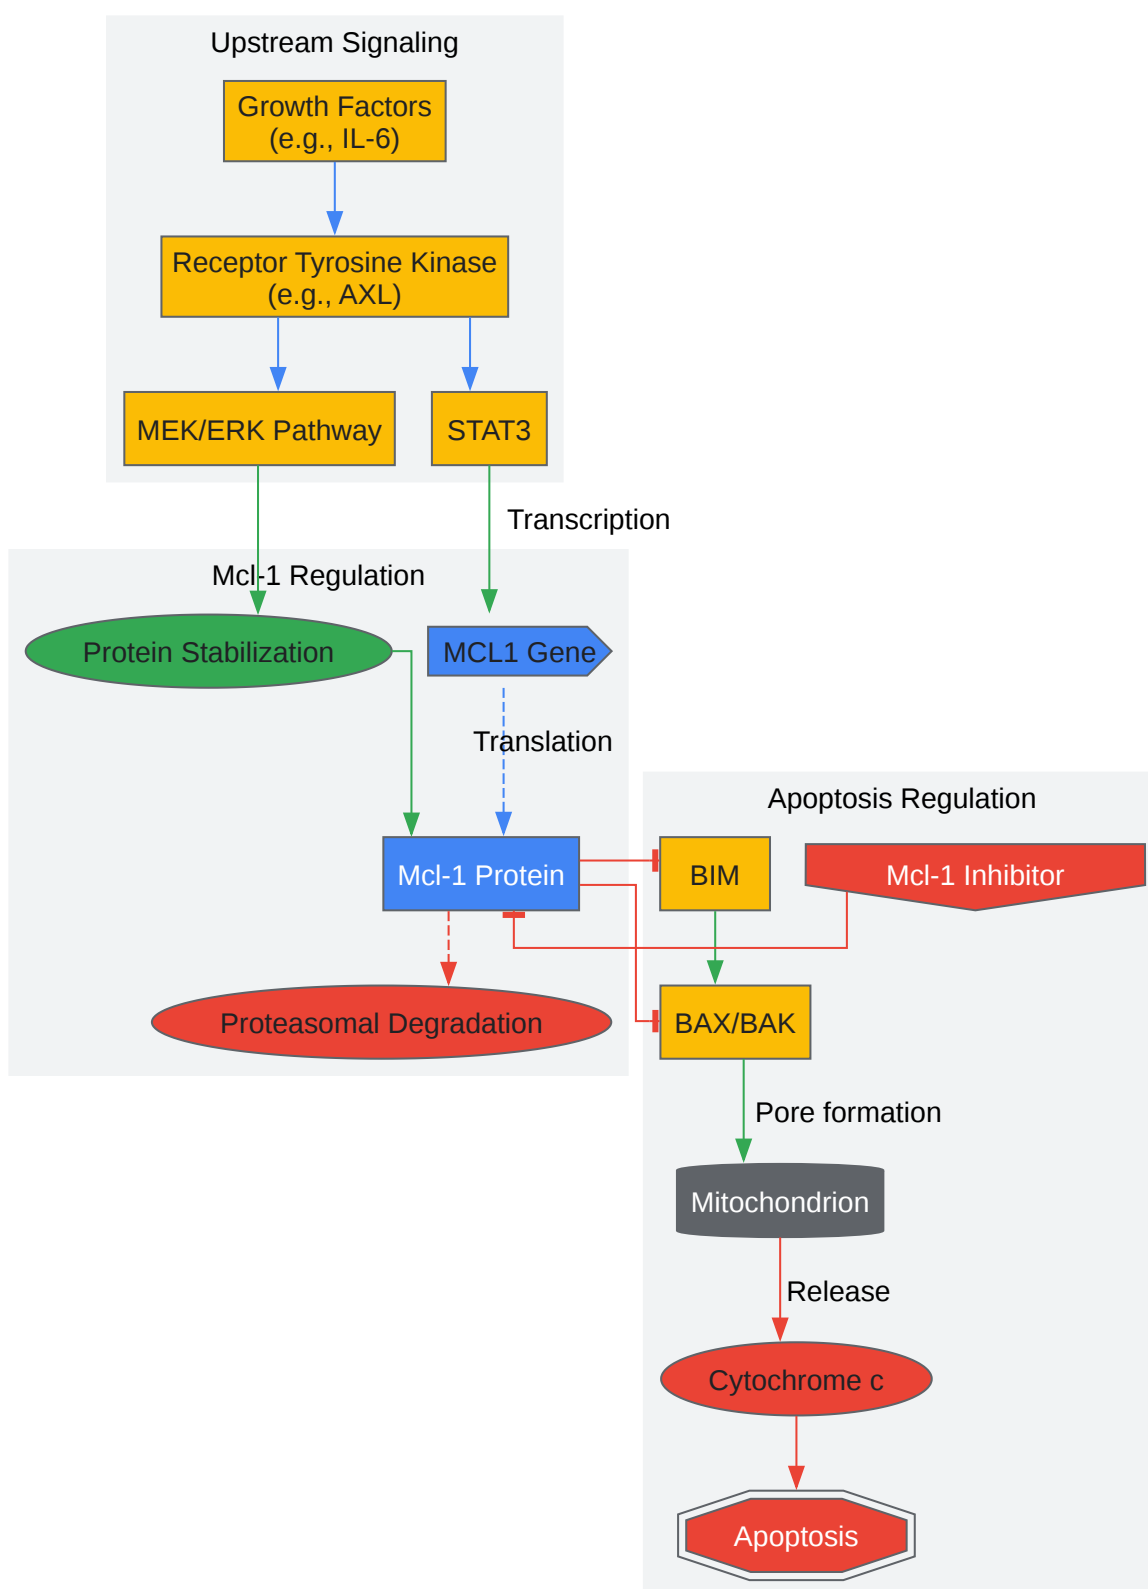 Upstream Signaling
Growth Factors
(e.g., IL-6)
Receptor Tyrosine Kinase
(e.g., AXL)
MEK/ERK Pathway
STAT3
Transcription
Mcl-1 Regulation
Protein Stabilization
MCL1 Gene
Translation
Apoptosis Regulation
Mcl-1 Protein
BIM
Mcl-1 Inhibitor
Proteasomal Degradation
BAX/BAK
Pore formation
Mitochondrion
Release
Cytochrome c
Apoptosis